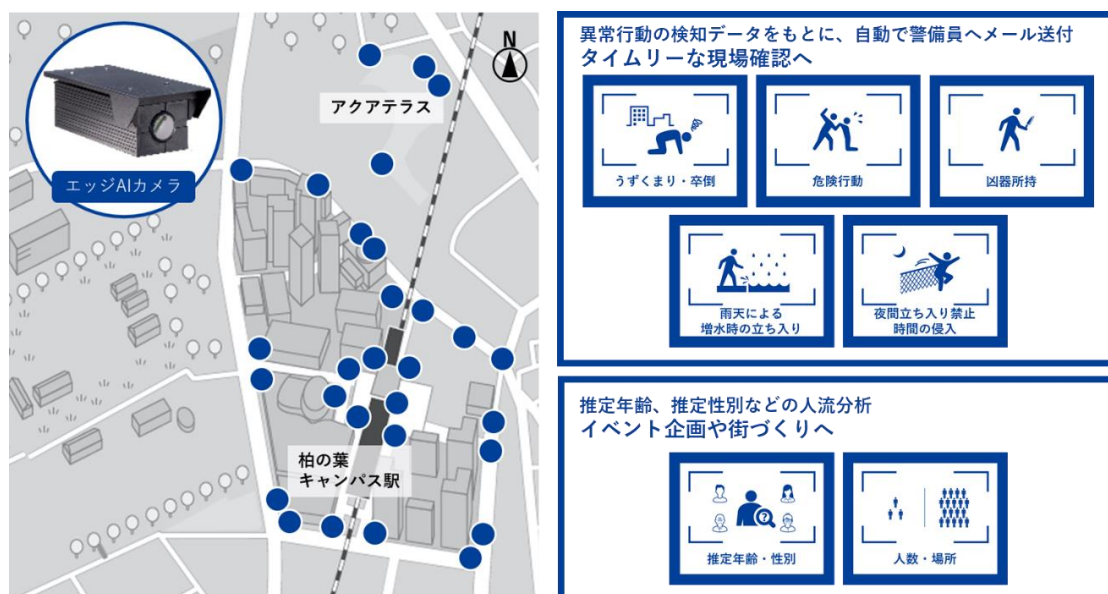 エッジAIカメラ
N
アクアテラス
柏の葉
キャンパス駅
異常行動の検知データをもとに、自動で警備員へメール送付
タイムリーな現場確認へ
うずくまり・卒倒
危険行動
凶器所持
雨天による
増水時の立ち入り
夜間立ち入り禁止
時間の侵入
推定年齢、推定性別などの人流分析
イベント企画や街づくりへ
?
推定年齢・性別
人数・場所